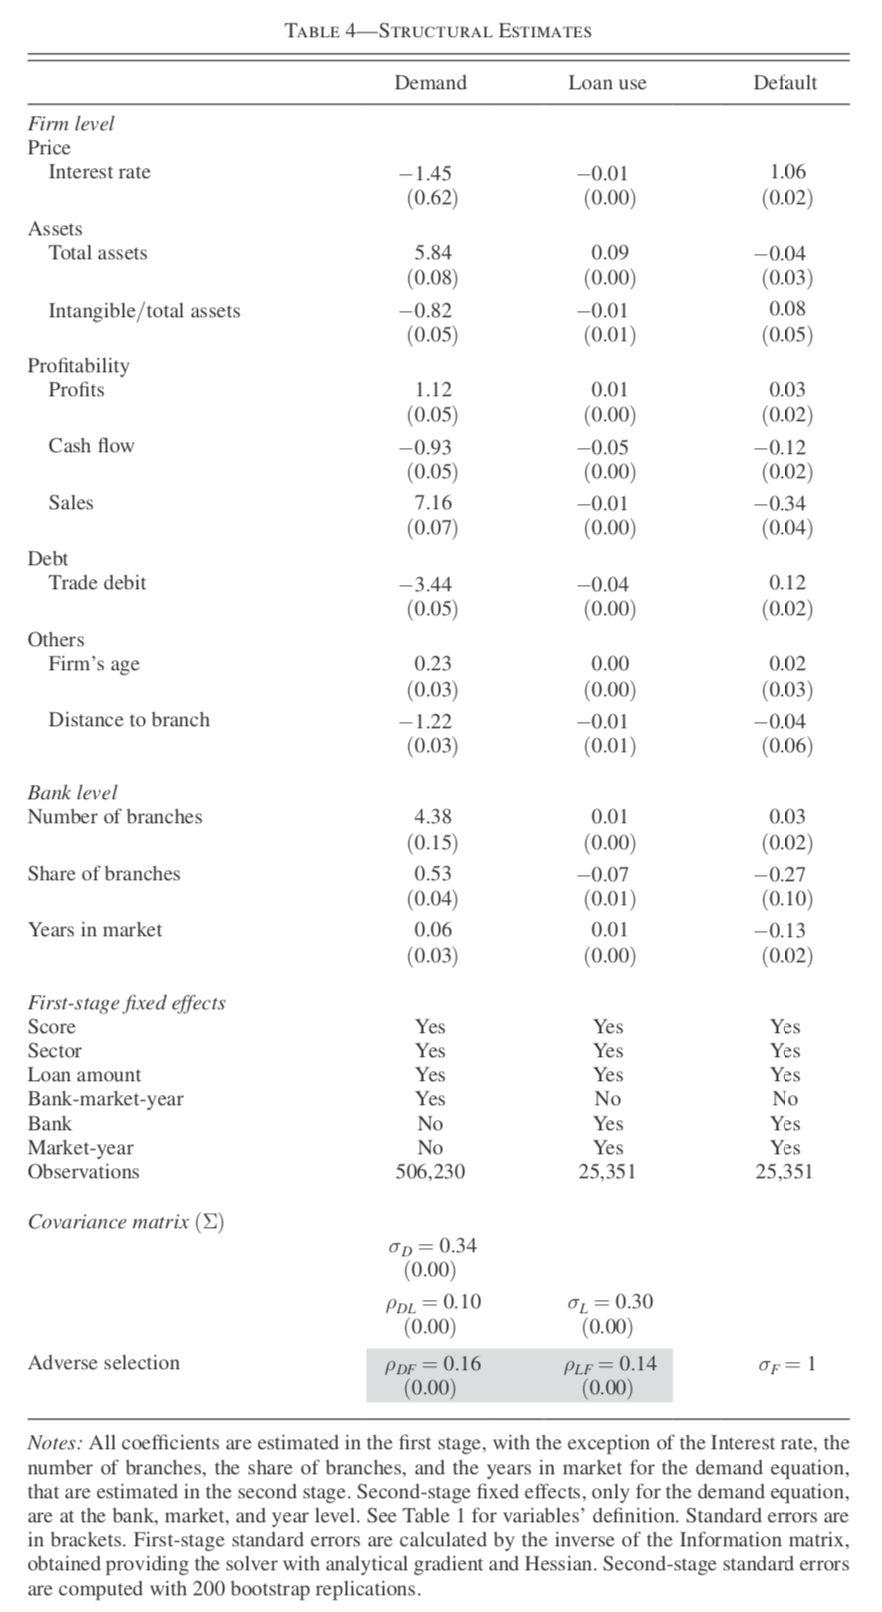 TABLE 4—STRUCTURAL ESTIMATES
Demand Loan use Default
Firm level
Price
Interest rate −1.45 −0.01 1.06
(0.62) (0.00) (0.02)
Assets
Total assets 5.84 0.09 −0.04
(0.08) (0.00) (0.03)
Intangible/total assets −0.82 −0.01 0.08
(0.05) (0.01) (0.05)
Profitability
Profits 1.12 0.01 0.03
(0.05) (0.00) (0.02)
Cash flow −0.93 −0.05 −0.12
(0.05) (0.00) (0.02)
Sales 7.16 −0.01 −0.34
(0.07) (0.00) (0.04)
Debt
Trade debit −3.44 −0.04 0.12
(0.05) (0.00) (0.02)
Others
Firm's age 0.23 0.00 0.02
(0.03) (0.00) (0.03)
Distance to branch −1.22 −0.01 −0.04
(0.03) (0.01) (0.06)
Bank level
Number of branches 4.38 0.01 0.03
(0.15) (0.00) (0.02)
Share of branches 0.53 −0.07 −0.27
(0.04) (0.01) (0.10)
Years in market 0.06 0.01 −0.13
(0.03) (0.00) (0.02)
First-stage fixed effects
Score Yes Yes Yes
Sector Yes Yes Yes
Loan amount Yes Yes Yes
Bank-market-year Yes No No
Bank No Yes Yes
Market-year No Yes Yes
Observations 506,230 25,351 25,351
Covariance matrix (Σ)
σD = 0.34
(0.00)
ρDL = 0.10 σL = 0.30
(0.00) (0.00)
Adverse selection ρDF = 0.16 ρLF = 0.14 σF = 1
(0.00) (0.00)
Notes: All coefficients are estimated in the first stage, with the exception of the Interest rate, the
number of branches, the share of branches, and the years in market for the demand equation,
that are estimated in the second stage. Second-stage fixed effects, only for the demand equation,
are at the bank, market, and year level. See Table 1 for variables' definition. Standard errors are
in brackets. First-stage standard errors are calculated by the inverse of the Information matrix,
obtained providing the solver with analytical gradient and Hessian. Second-stage standard errors
are computed with 200 bootstrap replications.